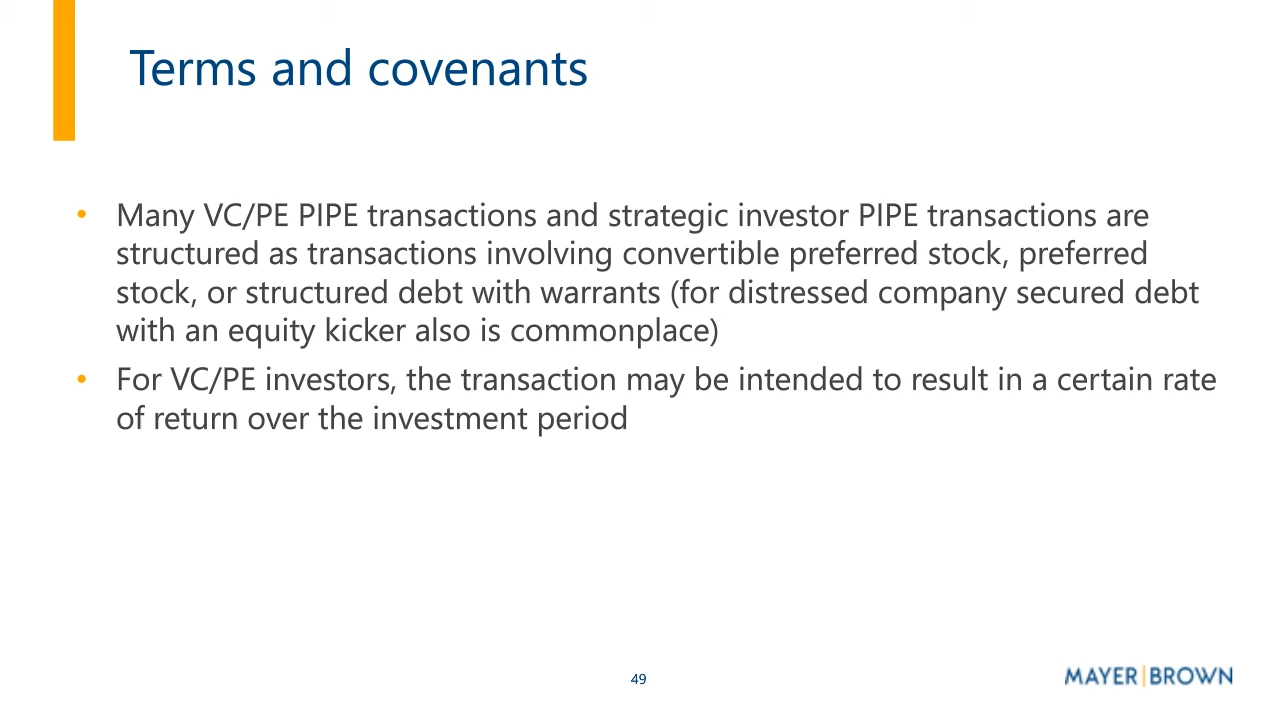 Terms and covenants
• Many VC/PE PIPE transactions and strategic investor PIPE transactions are
structured as transactions involving convertible preferred stock, preferred
stock, or structured debt with warrants (for distressed company secured debt
with an equity kicker also is commonplace)
• For VC/PE investors, the transaction may be intended to result in a certain rate
of return over the investment period
49
MAYER|BROWN